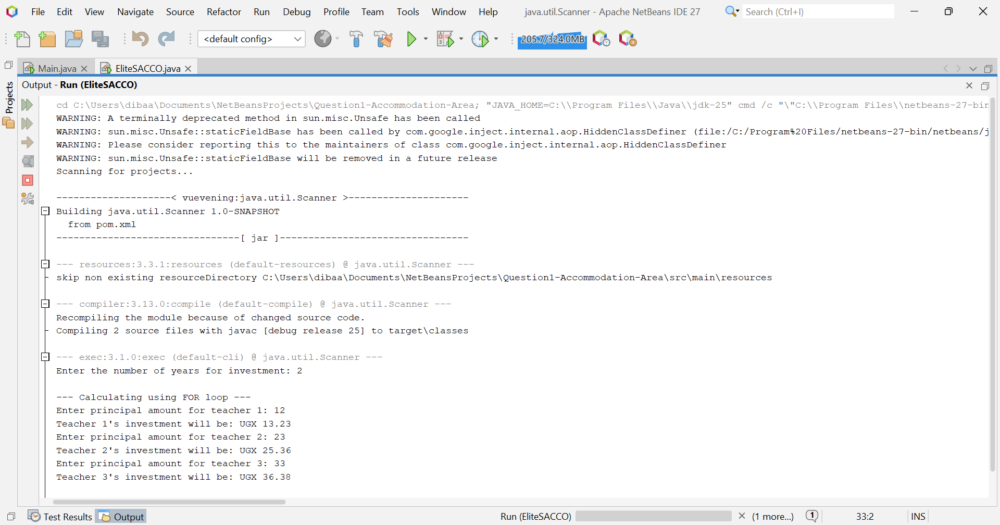 File Edit View Navigate Source Refactor Run Debug Profile Team Tools Window Help java.util.Scanner - Apache NetBeans IDE 27 Search (Ctrl+I)
<default config> 205.7/324.0MB
Main.java EliteSACCO.java
Output - Run (EliteSACCO)
Projects
cd C:\Users\dibaa\Documents\NetBeansProjects\Question1-Accommodation-Area; "JAVA_HOME=C:\\Program Files\\Java\\jdk-25" cmd /c "\"C:\\Program Files\\netbeans-27-bin
WARNING: A terminally deprecated method in sun.misc.Unsafe has been called
WARNING: sun.misc.Unsafe::staticFieldBase has been called by com.google.inject.internal.aop.HiddenClassDefiner (file:/C:/Program%20Files/netbeans-27-bin/netbeans/j
WARNING: Please consider reporting this to the maintainers of class com.google.inject.internal.aop.HiddenClassDefiner
WARNING: sun.misc.Unsafe::staticFieldBase will be removed in a future release
Scanning for projects...
--------------------< vuevening:java.util.Scanner >---------------------
Building java.util.Scanner 1.0-SNAPSHOT
from pom.xml
--------------------------------[ jar ]---------------------------------
--- resources:3.3.1:resources (default-resources) @ java.util.Scanner ---
skip non existing resourceDirectory C:\Users\dibaa\Documents\NetBeansProjects\Question1-Accommodation-Area\src\main\resources
--- compiler:3.13.0:compile (default-compile) @ java.util.Scanner ---
Recompiling the module because of changed source code.
Compiling 2 source files with javac [debug release 25] to target\classes
--- exec:3.1.0:exec (default-cli) @ java.util.Scanner ---
Enter the number of years for investment: 2
--- Calculating using FOR loop ---
Enter principal amount for teacher 1: 12
Teacher 1's investment will be: UGX 13.23
Enter principal amount for teacher 2: 23
Teacher 2's investment will be: UGX 25.36
Enter principal amount for teacher 3: 33
Teacher 3's investment will be: UGX 36.38
Test Results Output Run (EliteSACCO) (1 more...) 1 33:2 INS